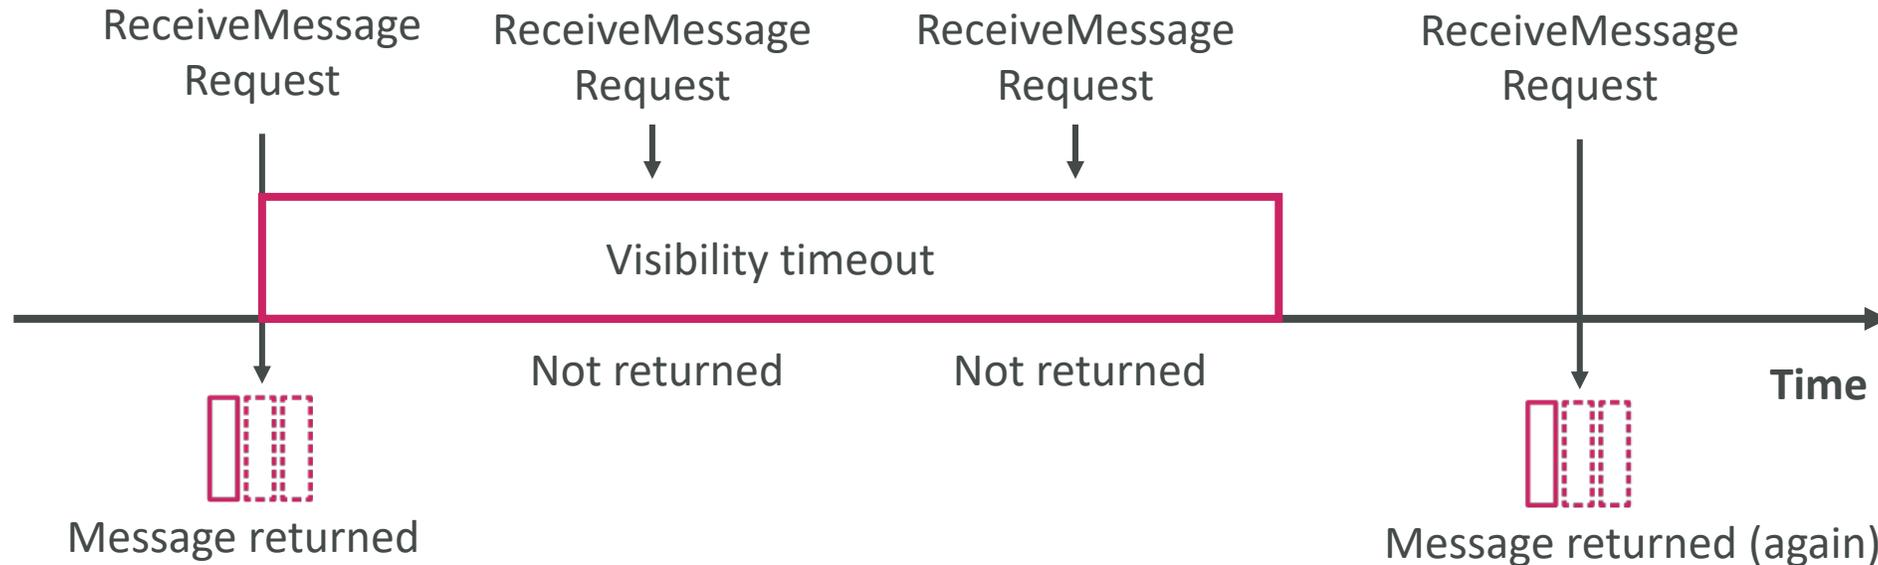 ReceiveMessage
Request
ReceiveMessage
Request
ReceiveMessage
Request
ReceiveMessage
Request
Visibility timeout
Not returned
Not returned
Time
Message returned
Message returned (again)